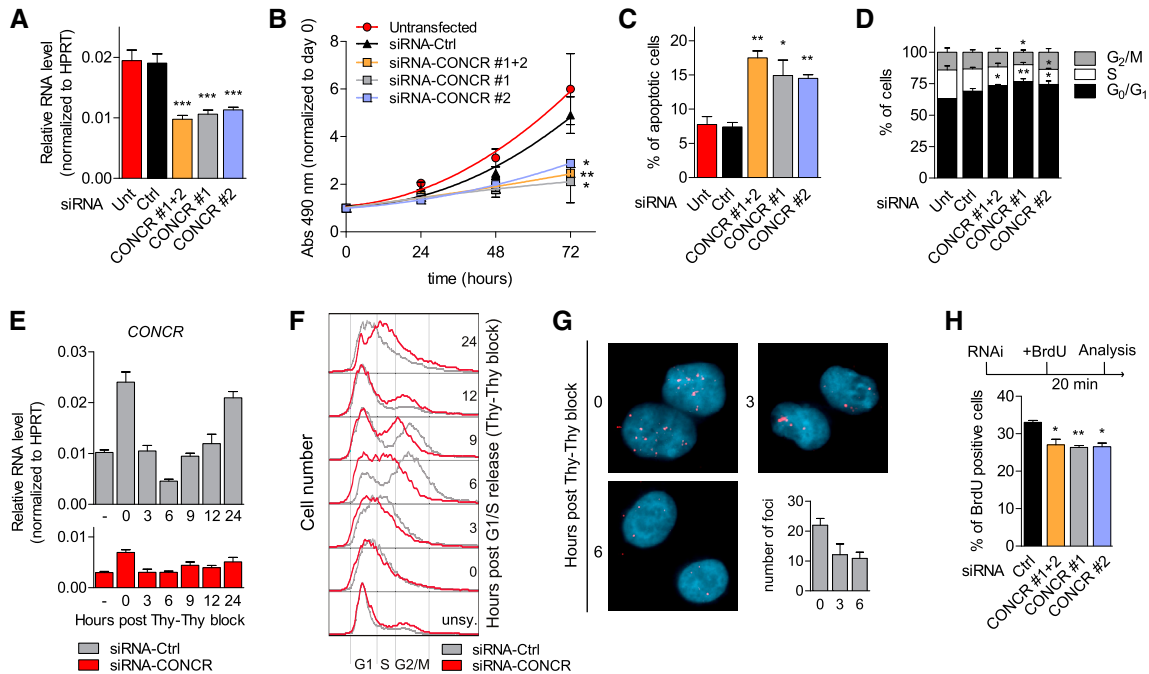 A
Relative RNA level
(normalized to HPRT)
0.02
0.01
0.00
***
***
***
siRNA
Unt
Ctrl
CONCR #1+2
CONCR #1
CONCR #2
B
Untransfected
siRNA-Ctrl
siRNA-CONCR #1+2
siRNA-CONCR #1
siRNA-CONCR #2
Abs 490 nm (normalized to day 0)
8
6
4
2
0
*
**
*
0
24
48
72
time (hours)
C
% of apoptotic cells
20
15
10
5
0
**
*
**
siRNA
Unt
Ctrl
CONCR #1+2
CONCR #1
CONCR #2
D
% of cells
100
75
50
25
0
*
*
*
**
*
G2/M
S
G0/G1
siRNA
Unt
Ctrl
CONCR #1+2
CONCR #1
CONCR #2
E
CONCR
Relative RNA level
(normalized to HPRT)
0.03
0.02
0.01
0.00
- 0 3 6 9 12 24
0.01
0.00
- 0 3 6 9 12 24
Hours post Thy-Thy block
siRNA-Ctrl
siRNA-CONCR
F
Cell number
24
12
9
6
3
0
unsy.
Hours post G1/S release (Thy-Thy block)
G1 S G2/M
siRNA-Ctrl
siRNA-CONCR
G
Hours post Thy-Thy block
0
3
6
number of foci
30
20
10
0
0 3 6
H
RNAi +BrdU Analysis
20 min
% of BrdU positive cells
40
30
20
10
0
*
**
*
siRNA
Ctrl
CONCR #1+2
CONCR #1
CONCR #2